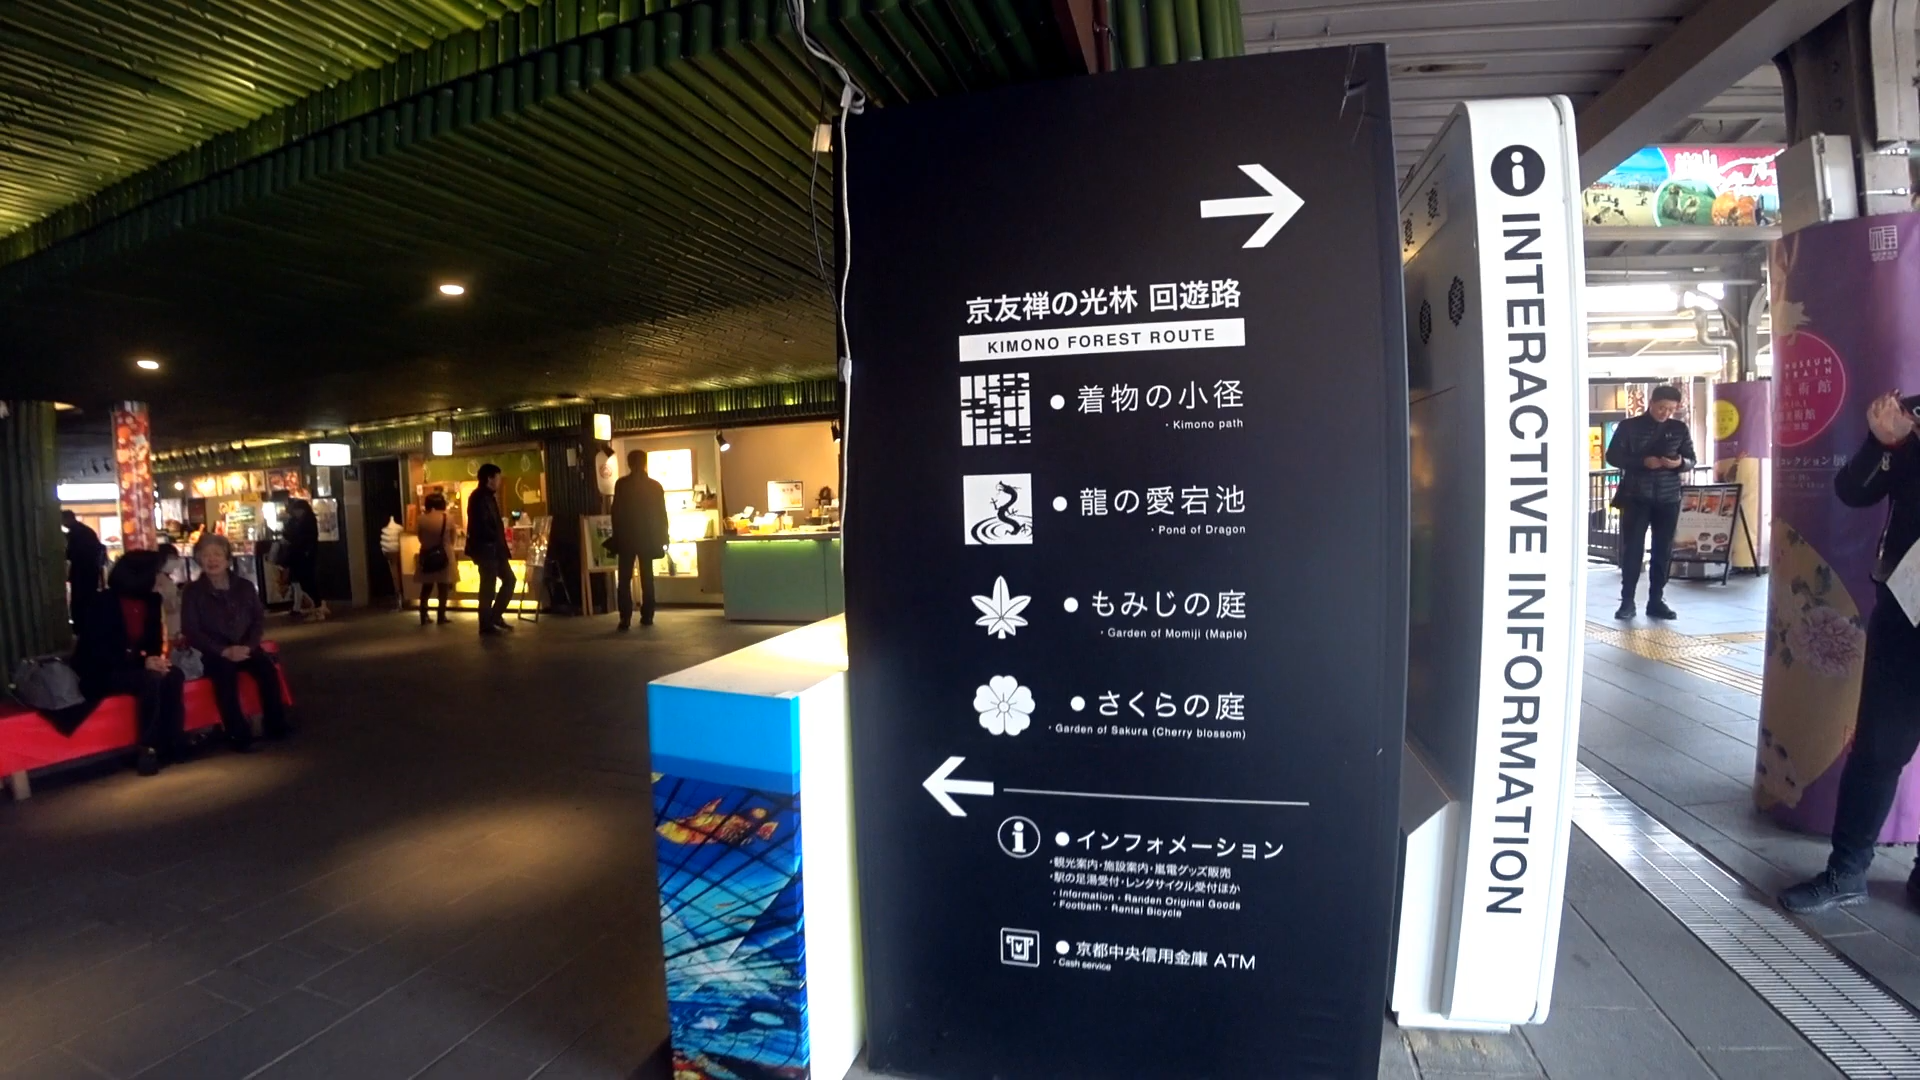 京友禅の光林 回遊路
KIMONO FOREST ROUTE
●着物の小径
・Kimono path
●龍の愛宕池
・Pond of Dragon
●もみじの庭
・Garden of Momiji (Maple)
●さくらの庭
・Garden of Sakura (Cherry blossom)
●インフォメーション
・観光案内・施設案内・嵐電グッズ販売
・駅の足湯受付・レンタサイクル受付ほか
・Information・Randen Original Goods
・Footbath・Rental Bicycle
●京都中央信用金庫 ATM
・Cash service
INTERACTIVE INFORMATION
MUSEUM
TRAIN
美術館